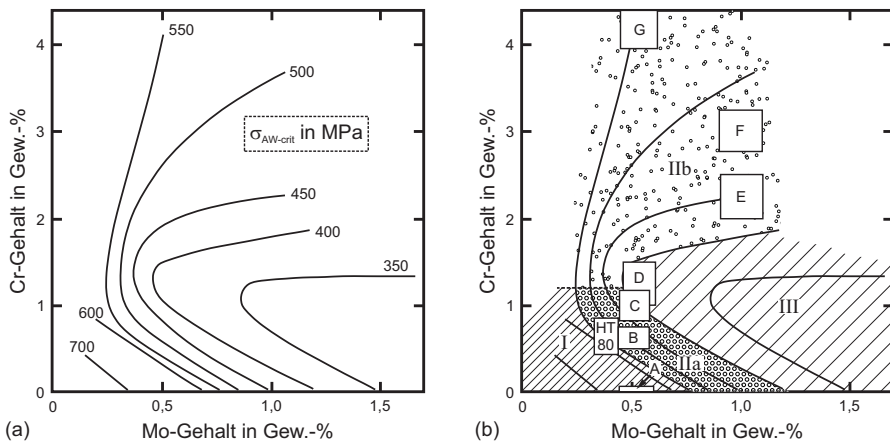 4
3
2
1
0
0
0,5
1,0
1,5
Cr-Gehalt in Gew.-%
Mo-Gehalt in Gew.-%
550
500
σAW-crit in MPa
450
400
350
600
700
(a)
4
3
2
1
0
0
0,5
1,0
1,5
Cr-Gehalt in Gew.-%
Mo-Gehalt in Gew.-%
G
F
IIb
E
D
C
III
HT
80
B
I
A
IIa
(b)